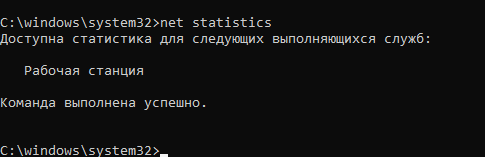 C:\windows\system32>net statistics
Доступна статистика для следующих выполняющихся служб:
Рабочая станция
Команда выполнена успешно.
C:\windows\system32>